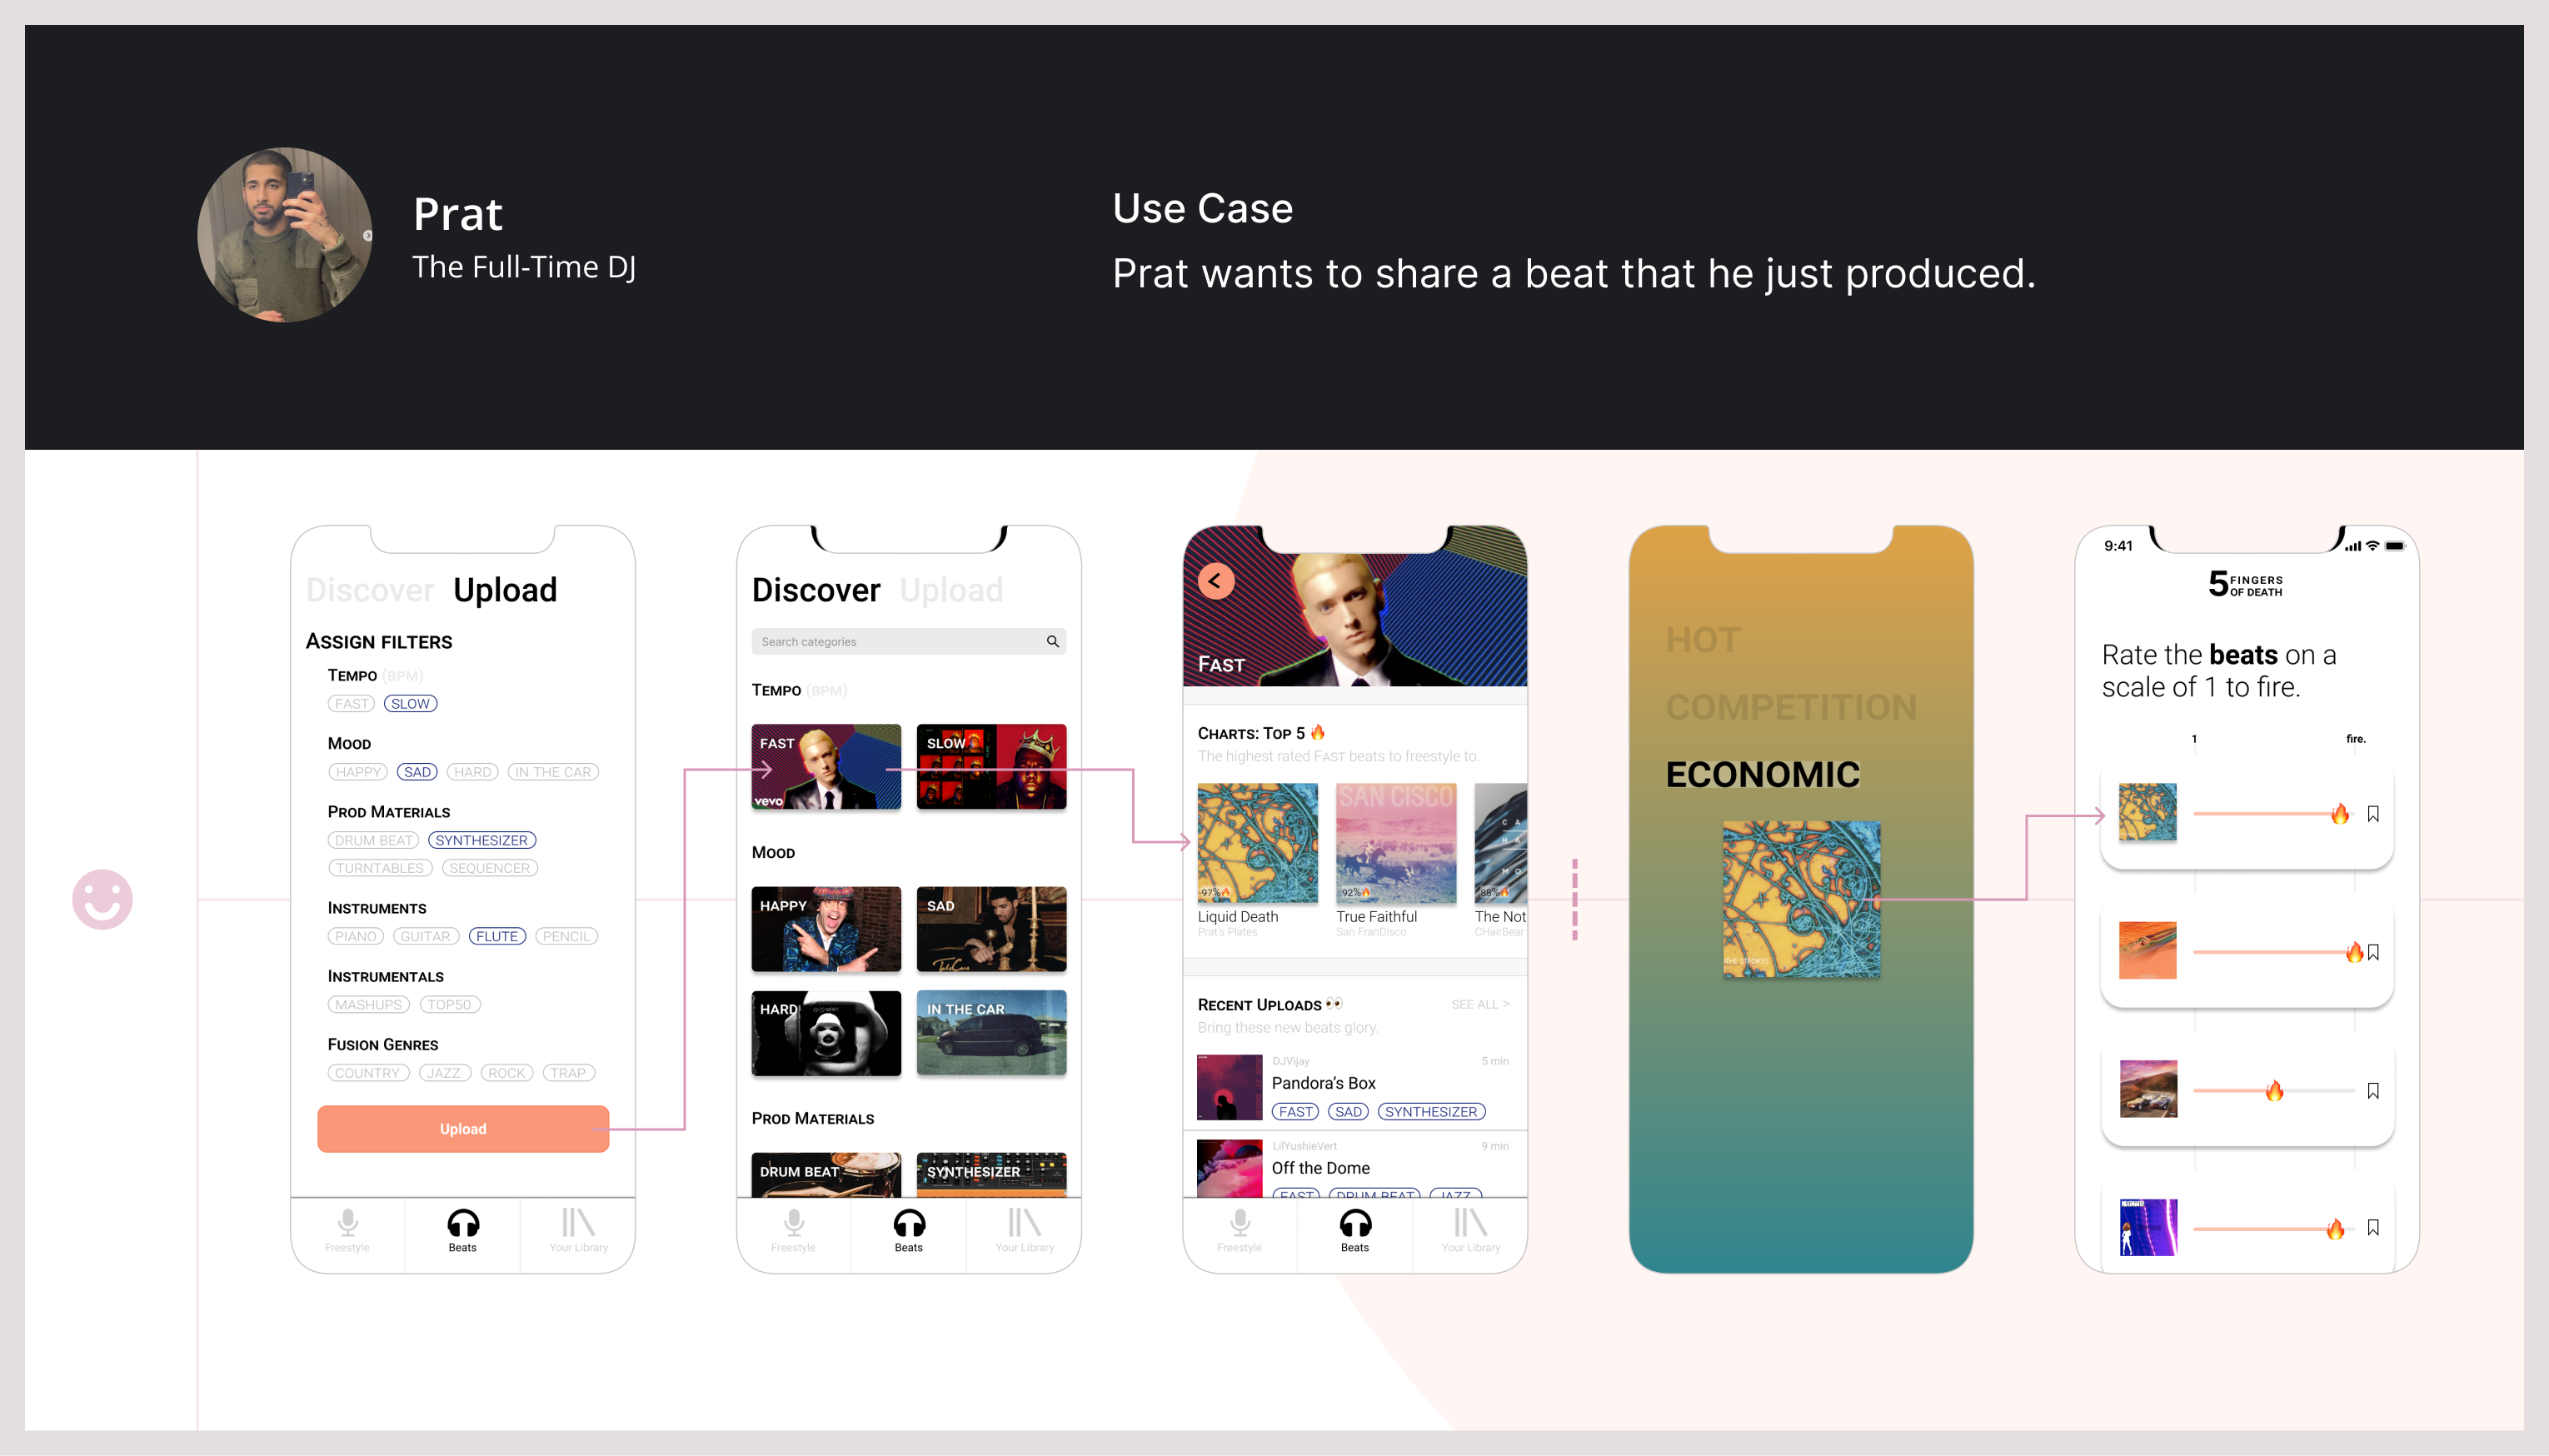 Prat
The Full-Time DJ
Use Case
Prat wants to share a beat that he just produced.
Discover Upload
ASSIGN FILTERS
TEMPO (BPM)
FAST SLOW
MOOD
HAPPY SAD HARD IN THE CAR
PROD MATERIALS
DRUM BEAT SYNTHESIZER
TURNTABLES SEQUENCER
INSTRUMENTS
PIANO GUITAR FLUTE PENCIL
INSTRUMENTALS
MASHUPS TOP50
FUSION GENRES
COUNTRY JAZZ ROCK TRAP
Upload
Freestyle Beats Your Library
Discover Upload
Search categories
TEMPO (BPM)
FAST SLOW
vevo
MOOD
HAPPY SAD
HARD IN THE CAR
PROD MATERIALS
DRUM BEAT SYNTHESIZER
Freestyle Beats Your Library
FAST
CHARTS: TOP 5 🔥
The highest rated FAST beats to freestyle to.
SAN CISCO
C A
H A
M O
97%🔥 92%🔥 88%🔥
Liquid Death True Faithful The Not
Prat's Plates San FranDisco CHairBear
RECENT UPLOADS 👀 SEE ALL >
Bring these new beats glory.
DJVijay 5 min
Pandora's Box
FAST SAD SYNTHESIZER
LilYushieVert 9 min
Off the Dome
FAST DRUM BEAT JAZZ
Freestyle Beats Your Library
HOT
COMPETITION
ECONOMIC
THE STROKES
9:41
5 FINGERS
OF DEATH
Rate the beats on a
scale of 1 to fire.
1 fire.